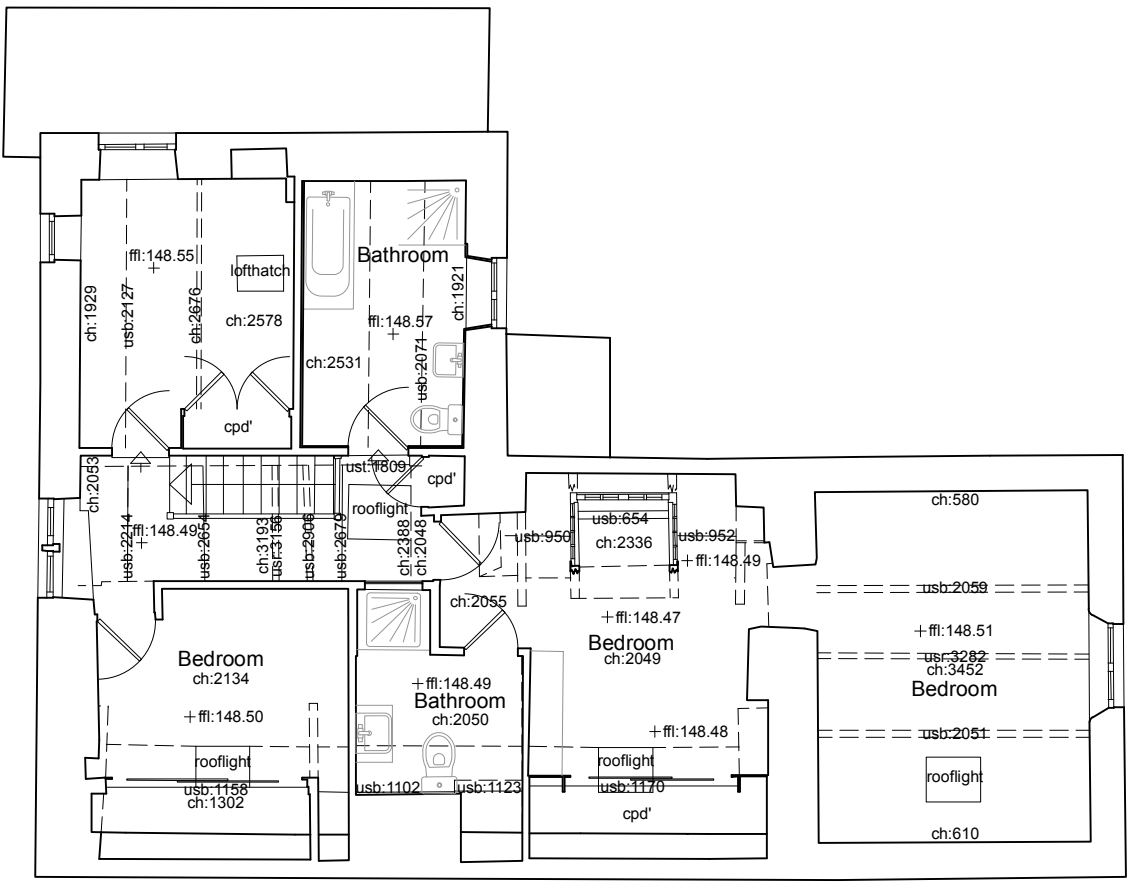 ffl:148.55
lofthatch
ch:1929
usb:2127
ch:2676
ch:2578
cpd'
Bathroom
ch:1921
ffl:148.57
ch:2531
usb:2071
ch:2053
ust:1809
cpd'
rooflight
usb:2214
ffl:148.49
usb:2654
ch:3193
usr:3156
usb:2906
usb:2679
ch:2388
ch:2048
usb:950
usb:654
ch:2336
usb:952
ffl:148.49
ch:580
usb:2059
ffl:148.51
usr:3282
ch:3452
Bedroom
usb:2051
rooflight
ch:610
ch:2055
ffl:148.47
Bedroom
ch:2049
ffl:148.48
rooflight
usb:1170
cpd'
Bedroom
ch:2134
ffl:148.50
rooflight
usb:1158
ch:1302
ffl:148.49
Bathroom
ch:2050
usb:1102
usb:1123